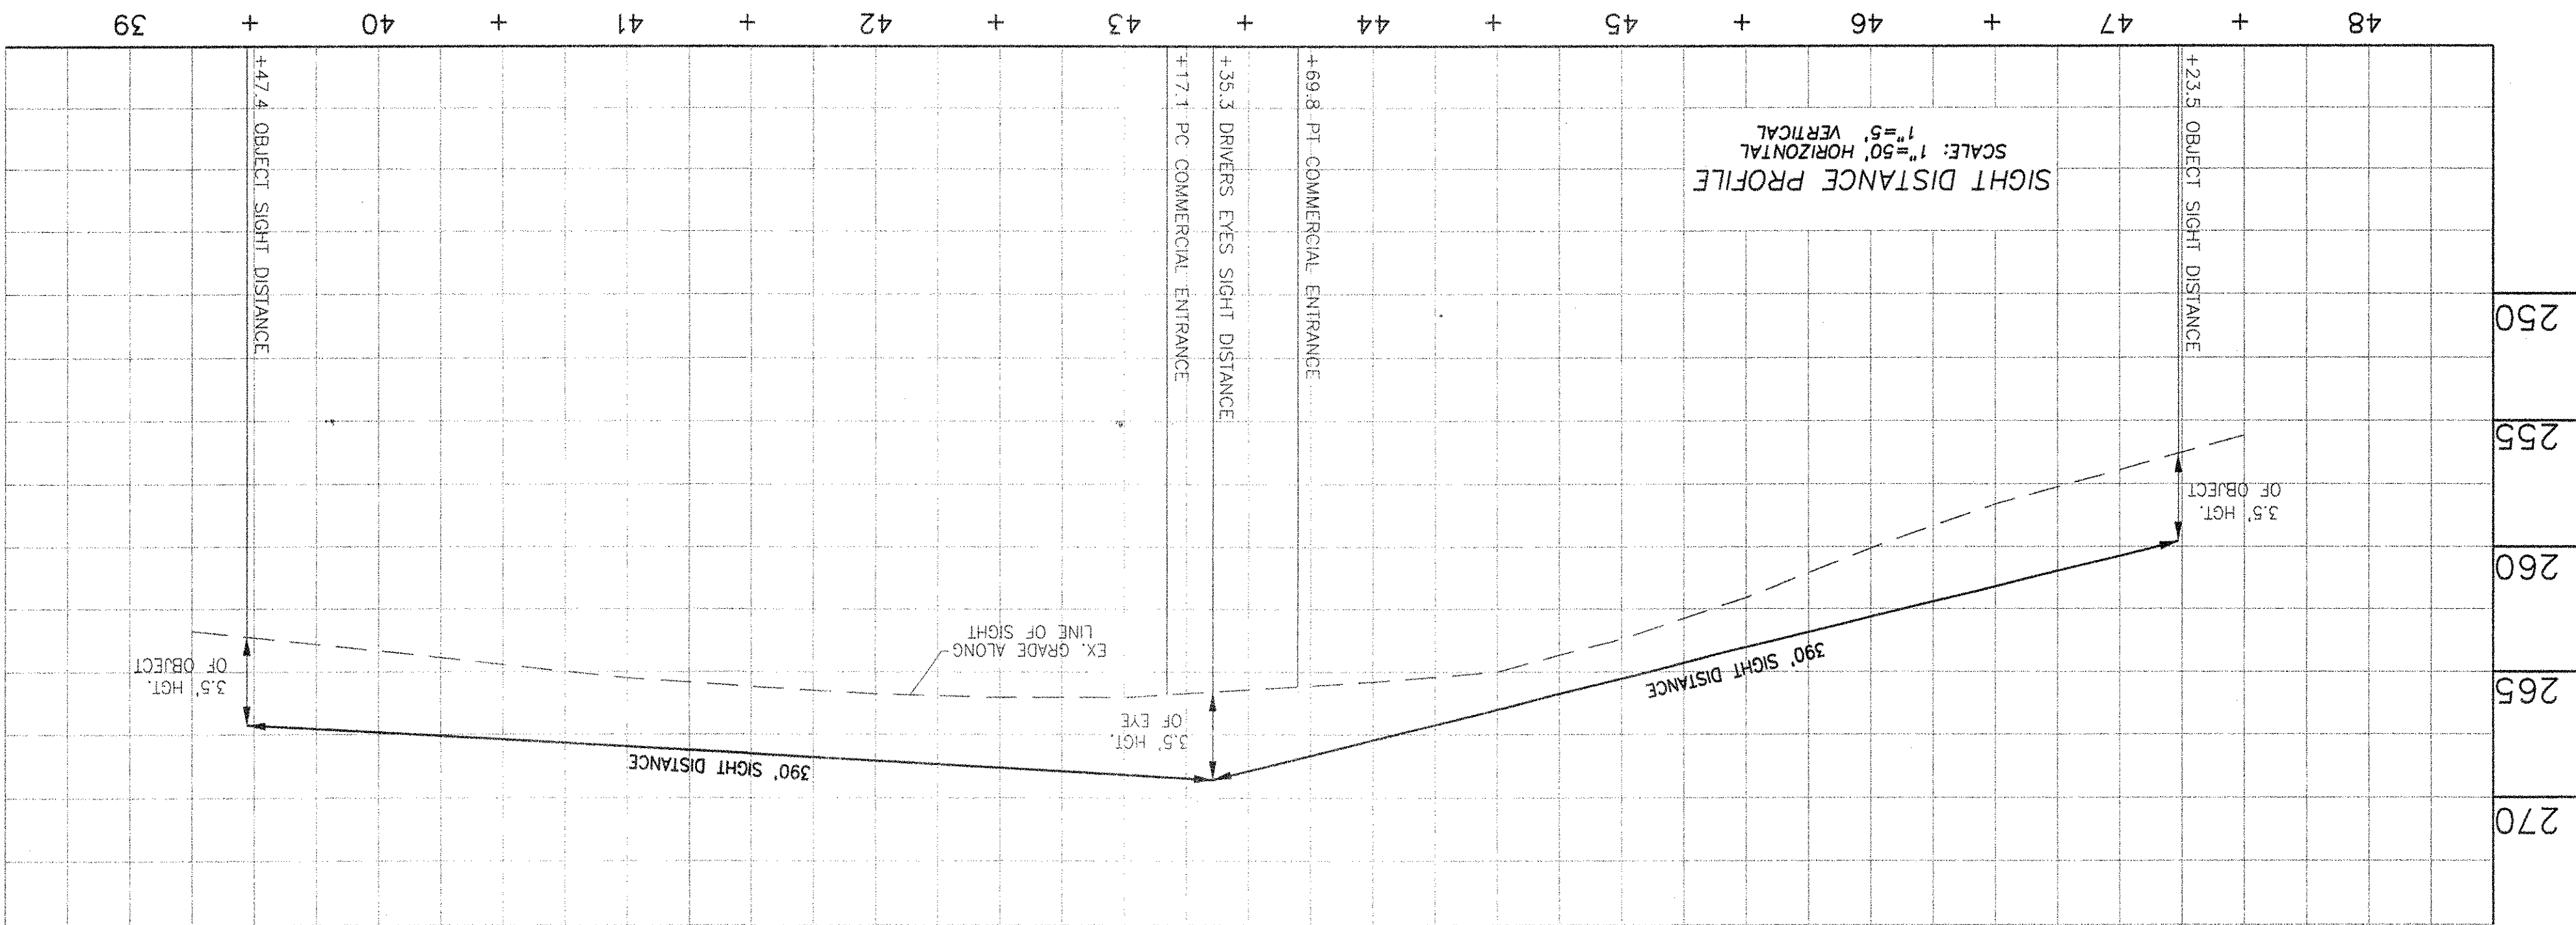 270
265
260
255
250
3.5' HGT.
OF OBJECT
390' SIGHT DISTANCE
3.5' HGT.
OF EYE
390' SIGHT DISTANCE
3.5' HGT.
OF OBJECT
EX. GRADE ALONG
LINE OF SIGHT
+23.5 OBJECT SIGHT DISTANCE
+69.8 PT COMMERCIAL ENTRANCE
+35.3 DRIVERS EYES SIGHT DISTANCE
+17.1 PC COMMERCIAL ENTRANCE
+47.4 OBJECT SIGHT DISTANCE
SIGHT DISTANCE PROFILE
SCALE: 1"=50' HORIZONTAL
1"=5' VERTICAL
48 + 47 + 46 + 45 + 44 + 43 + 42 + 41 + 40 + 39